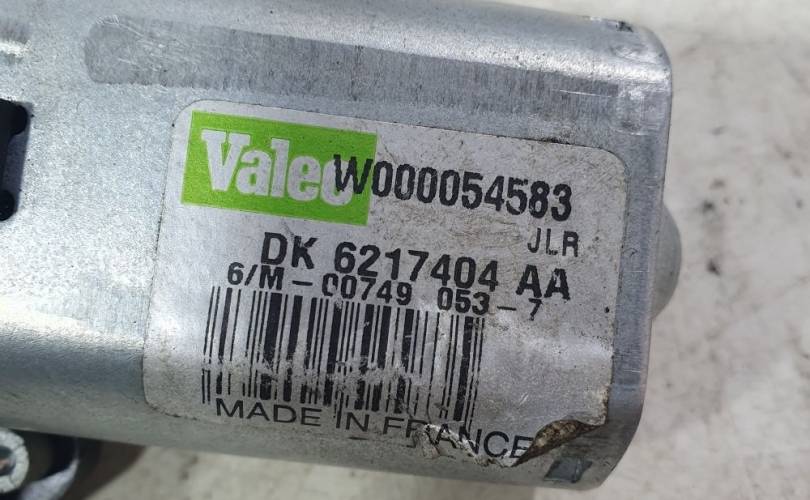 Valeo W000054583
JLR
DK 6217404 AA
6/M-00749 053-7
MADE IN FRANCE